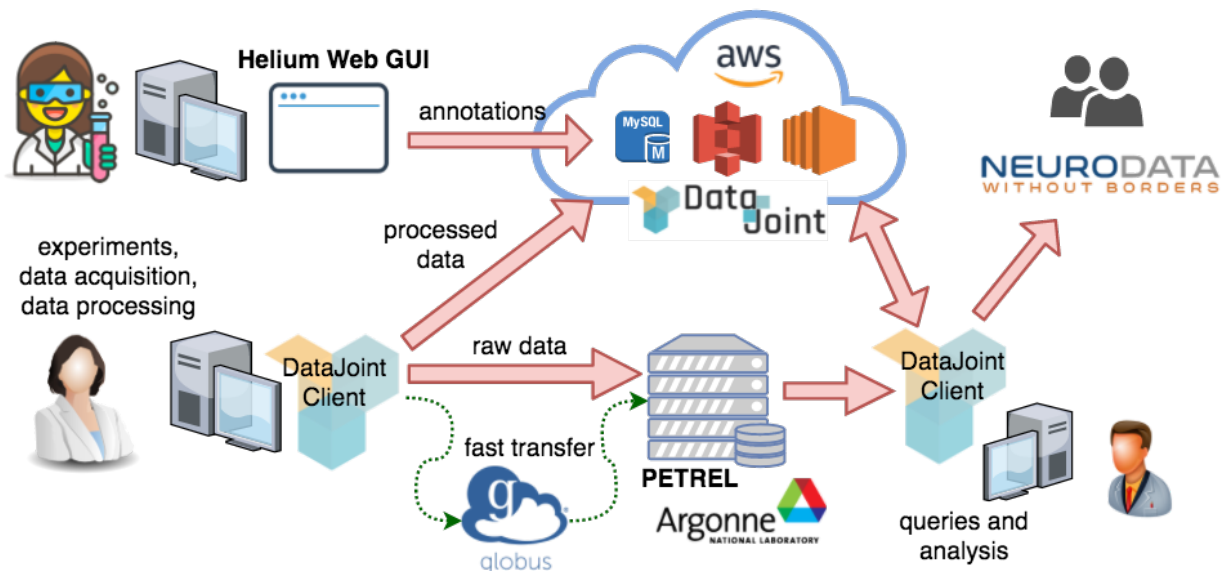 Helium Web GUI
annotations
aws
MySQL
M
DataJoint
NEURODATA
WITHOUT BORDERS
experiments,
data acquisition,
data processing
processed
data
DataJoint
Client
raw data
fast transfer
g
globus
PETREL
Argonne
NATIONAL LABORATORY
DataJoint
Client
queries and
analysis